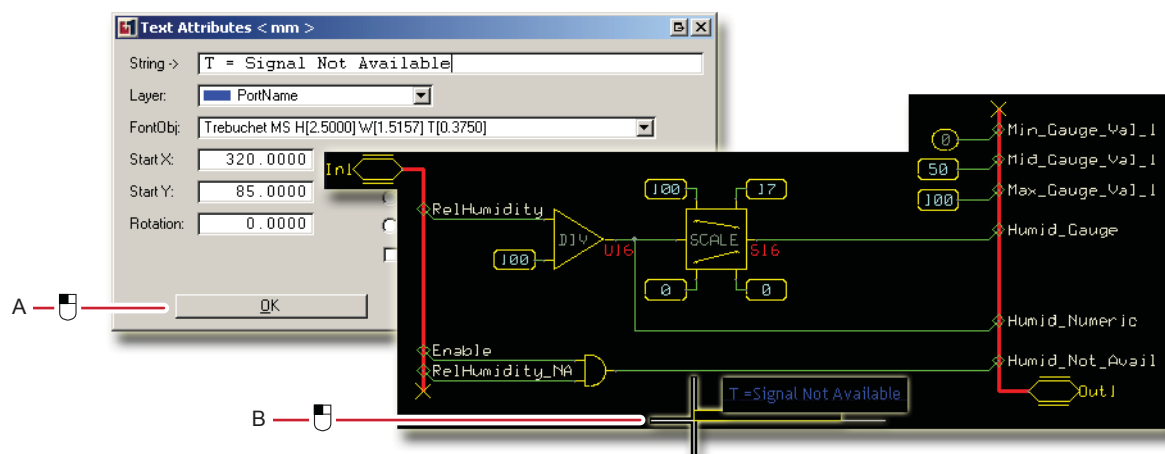 Text Attributes < mm >
String -> T = Signal Not Available
Layer: PortName
FontObj: Trebuchet MS H[2.5000] W[1.5157] T[0.3750]
Start X: 320.0000
Start Y: 85.0000
Rotation: 0.0000
A
OK
In1
RelHumidity
DIV
100
U16
100
17
SCALE
S16
0
0
0
Min_Gauge_Val_1
50
Mid_Gauge_Val_1
100
Max_Gauge_Val_1
Humid_Gauge
Humid_Numeric
Enable
RelHumidity_NA
Humid_Not_Avail
Out1
T =Signal Not Available
B